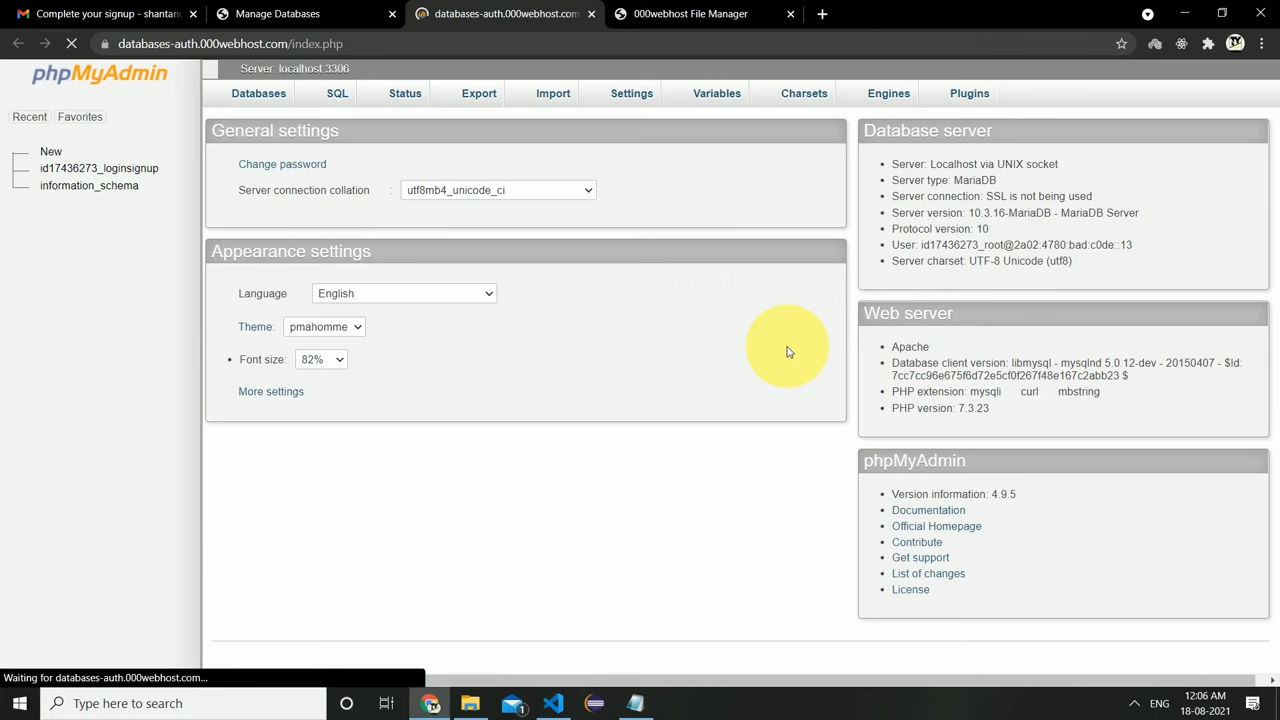 Complete your signup - shantan
Manage Databases
databases-auth.000webhost.com
000webhost File Manager
databases-auth.000webhost.com/index.php
phpMyAdmin
Recent Favorites
New
id17436273_loginsignup
information_schema
Server: localhost:3306
Databases SQL Status Export Import Settings Variables Charsets Engines Plugins
General settings
Change password
Server connection collation : utf8mb4_unicode_ci
Appearance settings
Language English
Theme: pmahomme
Font size: 82%
More settings
Database server
Server: Localhost via UNIX socket
Server type: MariaDB
Server connection: SSL is not being used
Server version: 10.3.16-MariaDB - MariaDB Server
Protocol version: 10
User: id17436273_root@2a02:4780:bad:c0de::13
Server charset: UTF-8 Unicode (utf8)
Web server
Apache
Database client version: libmysql - mysqlnd 5.0.12-dev - 20150407 - $Id:
7cc7cc96e675f6d72e5cf0f267f48e167c2abb23 $
PHP extension: mysqli curl mbstring
PHP version: 7.3.23
phpMyAdmin
Version information: 4.9.5
Documentation
Official Homepage
Contribute
Get support
List of changes
License
Waiting for databases-auth.000webhost.com...
Type here to search
1
ENG
12:06 AM
18-08-2021